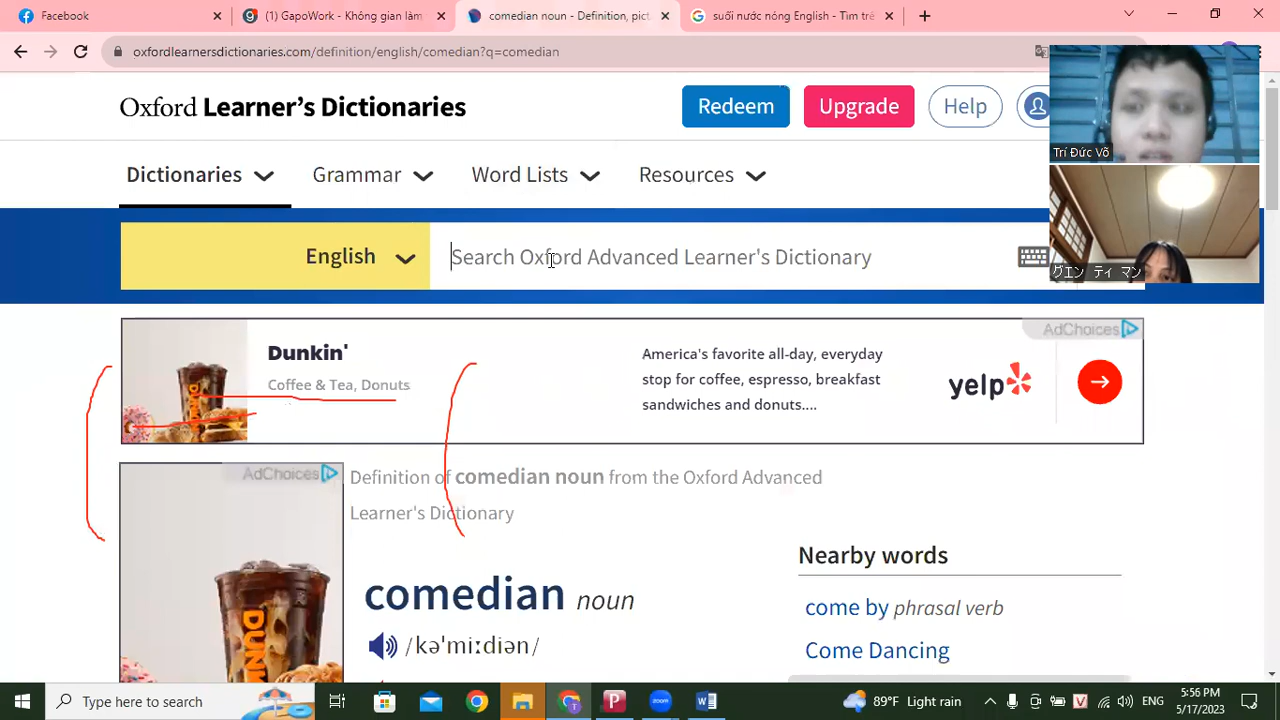 Facebook
(1) GapoWork - Không gian làm
comedian noun - Definition, pict
suối nước nóng English - Tìm trê
oxfordlearnersdictionaries.com/definition/english/comedian?q=comedian
Oxford Learner's Dictionaries
Redeem
Upgrade
Help
Trí Đức Võ
Dictionaries
Grammar
Word Lists
Resources
English
Search Oxford Advanced Learner's Dictionary
グエン ティ マン
AdChoices
Dunkin'
Coffee & Tea, Donuts
America's favorite all-day, everyday
stop for coffee, espresso, breakfast
sandwiches and donuts....
yelp
AdChoices
Definition of comedian noun from the Oxford Advanced
Learner's Dictionary
Nearby words
comedian noun
come by phrasal verb
/kəˈmiːdiən/
Come Dancing
Type here to search
89°F Light rain
ENG
5:56 PM
5/17/2023